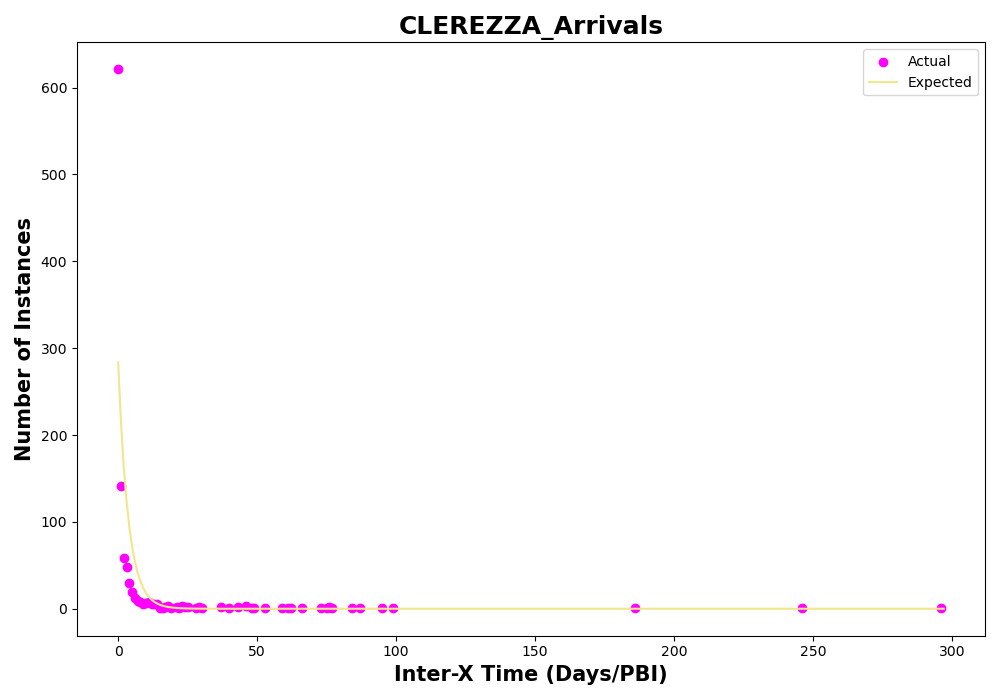 CLEREZZA_Arrivals
Actual
Expected
Number of Instances
600
500
400
300
200
100
0
0
50
100
150
200
250
300
Inter-X Time (Days/PBI)